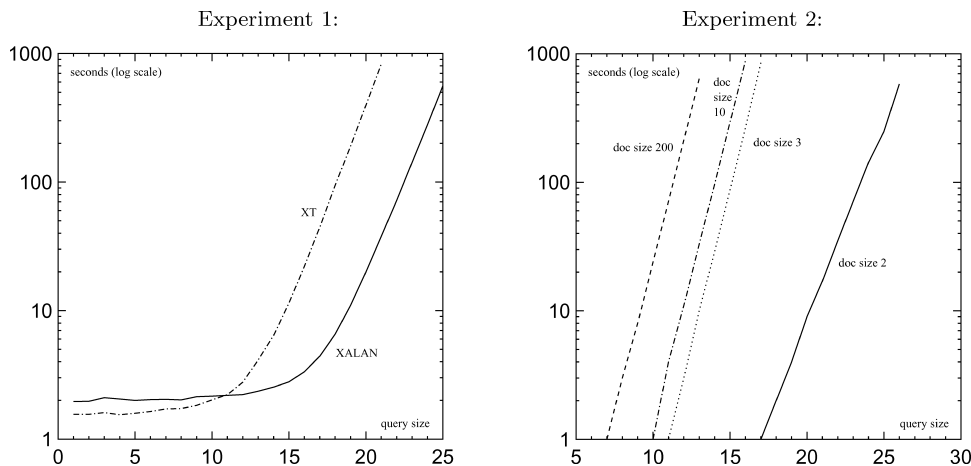 Experiment 1:
1000
seconds (log scale)
100
10
1
XT
XALAN
query size
0 5 10 15 20 25
Experiment 2:
1000
seconds (log scale)
100
10
1
doc
size
10
doc size 200
doc size 3
doc size 2
query size
5 10 15 20 25 30